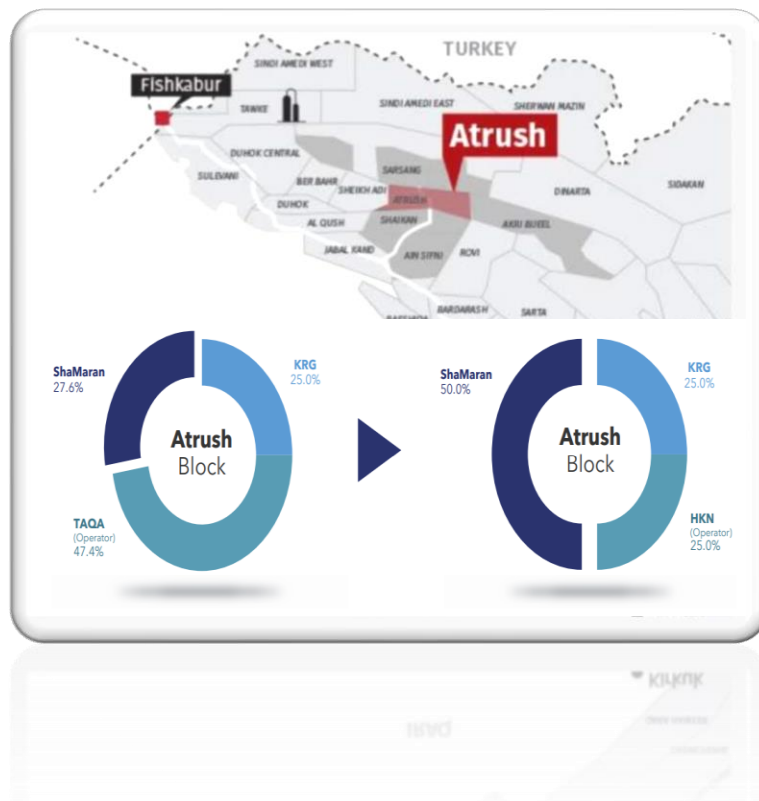 TURKEY
SINDI AMEDI WEST
Fishkabur
TAWKE
SINDI AMEDI EAST
SHERWAN MAZIN
Atrush
DUHOK CENTRAL
SARSANG
SULEVANI
BER BAHR
SHEIKH ADI
DINARTA
SIDAKAN
ATRUSH
DUHOK
AL QUSH
SHAIKAN
AKRI BIJEEL
JABAL KAND
AIN SIFNI
ROVI
BARDARASH
SARTA
ShaMaran
27.6%
KRG
25.0%
Atrush
Block
TAQA
(Operator)
47.4%
ShaMaran
50.0%
KRG
25.0%
Atrush
Block
HKN
(Operator)
25.0%
Kirkuk
IRAQ